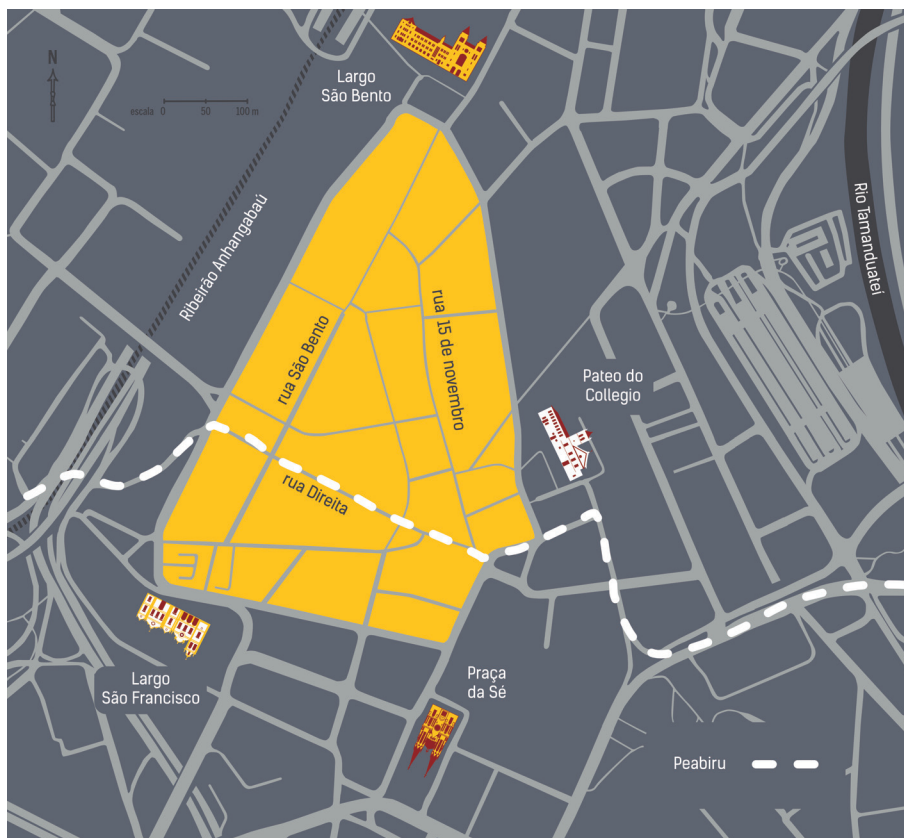 N
escala 0 50 100 m
Largo
São Bento
Ribeirão Anhangabaú
Rio Tamanduateí
rua São Bento
rua 15 de novembro
Pateo do
Collegio
rua Direita
Largo
São Francisco
Praça
da Sé
Peabiru